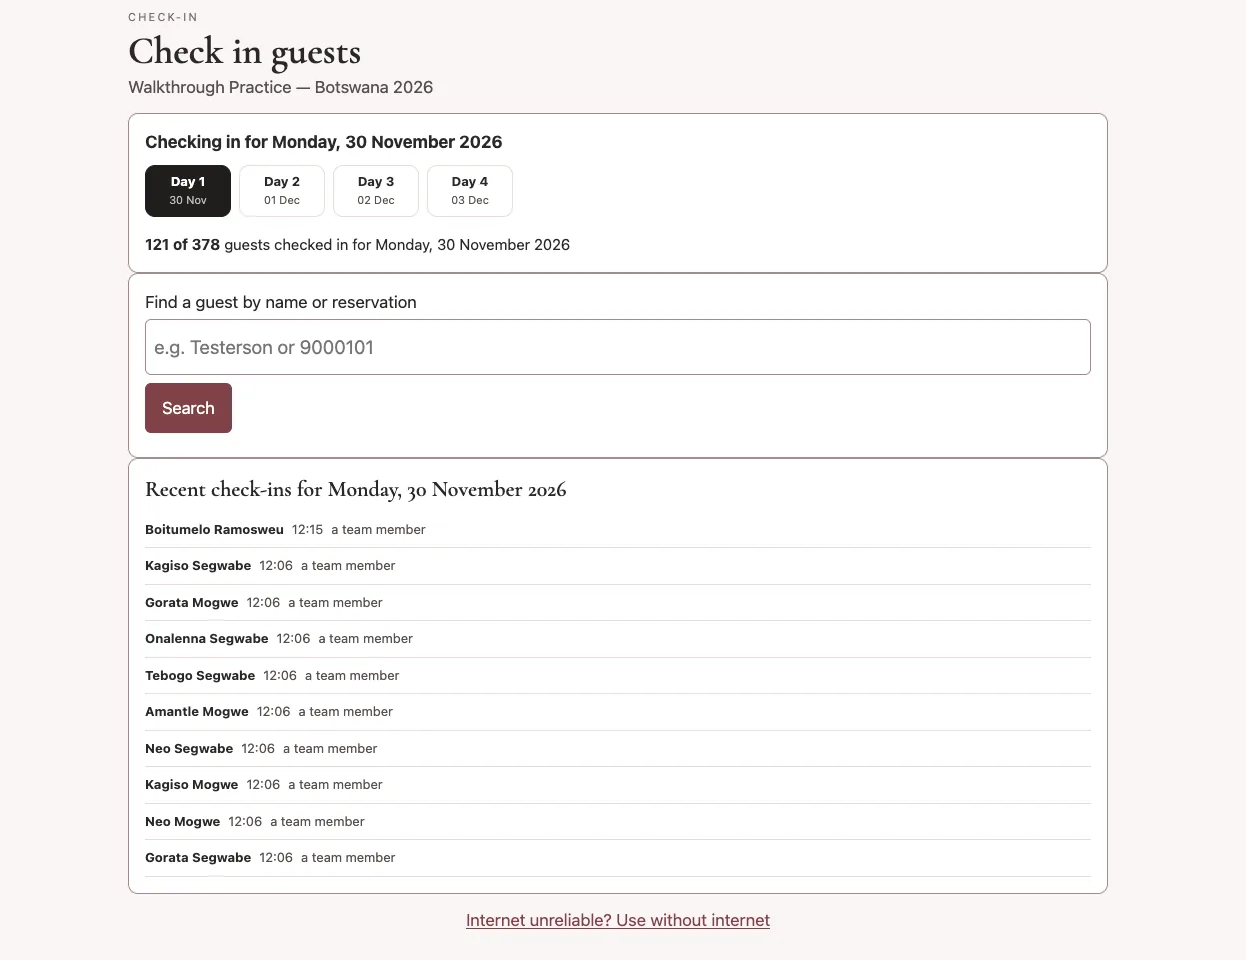 CHECK-IN
Check in guests
Walkthrough Practice — Botswana 2026
Checking in for Monday, 30 November 2026
Day 1
30 Nov
Day 2
01 Dec
Day 3
02 Dec
Day 4
03 Dec
121 of 378 guests checked in for Monday, 30 November 2026
Find a guest by name or reservation
e.g. Testerson or 9000101
Search
Recent check-ins for Monday, 30 November 2026
Boitumelo Ramosweu 12:15 a team member
Kagiso Segwabe 12:06 a team member
Gorata Mogwe 12:06 a team member
Onalenna Segwabe 12:06 a team member
Tebogo Segwabe 12:06 a team member
Amantle Mogwe 12:06 a team member
Neo Segwabe 12:06 a team member
Kagiso Mogwe 12:06 a team member
Neo Mogwe 12:06 a team member
Gorata Segwabe 12:06 a team member
Internet unreliable? Use without internet